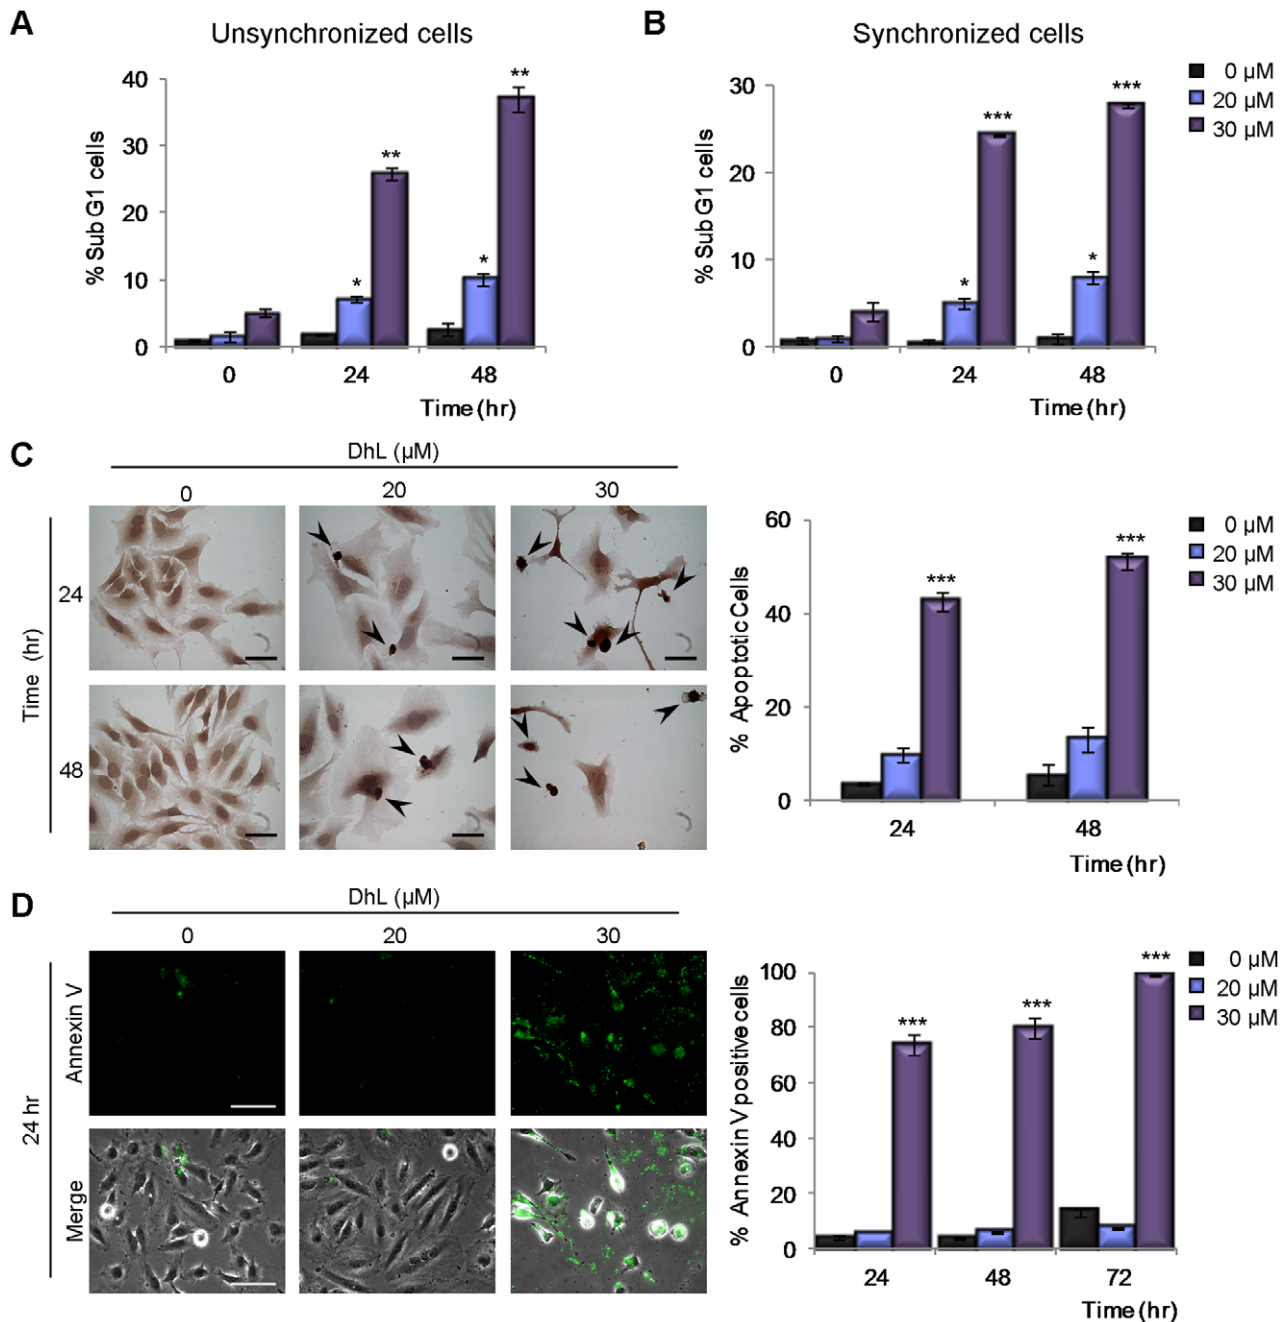 A
Unsynchronized cells
% Sub G1 cells
40
30
20
10
0
**
**
*
*
0 24 48
Time (hr)
B
Synchronized cells
% Sub G1 cells
30
20
10
0
***
***
*
*
0 24 48
Time (hr)
0 µM
20 µM
30 µM
C
DhL (µM)
0 20 30
Time (hr)
24
48
% Apoptotic Cells
60
40
20
0
***
***
24 48
Time (hr)
0 µM
20 µM
30 µM
D
DhL (µM)
0 20 30
24 hr
Annexin V
Merge
% Annexin V positive cells
100
80
60
40
20
0
***
***
***
24 48 72
Time (hr)
0 µM
20 µM
30 µM